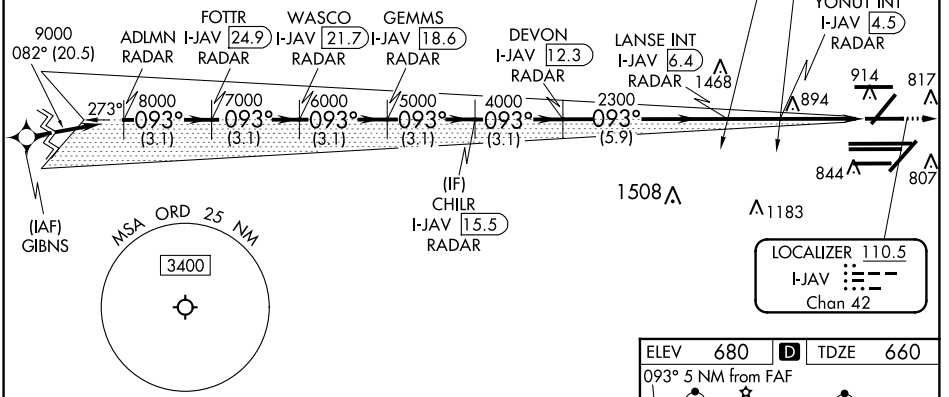 YONUT INT
I-JAV 4.5
RADAR
FOTTR
I-JAV 24.9
WASCO
I-JAV 21.7
GEMMS
I-JAV 18.6
9000
082° (20.5)
ADLMN
RADAR
RADAR
RADAR
RADAR
DEVON
I-JAV 12.3
RADAR
LANSE INT
I-JAV 6.4
RADAR
1468
914
817
894
273°
8000
093°
(3.1)
7000
093°
(3.1)
6000
093°
(3.1)
5000
093°
(3.1)
4000
093°
(3.1)
2300
093°
(5.9)
844
807
(IAF)
GIBNS
(IF)
CHILR
I-JAV 15.5
RADAR
1508
1183
MSA ORD 25 NM
3400
LOCALIZER 110.5
I-JAV
Chan 42
ELEV 680 D TDZE 660
093° 5 NM from FAF